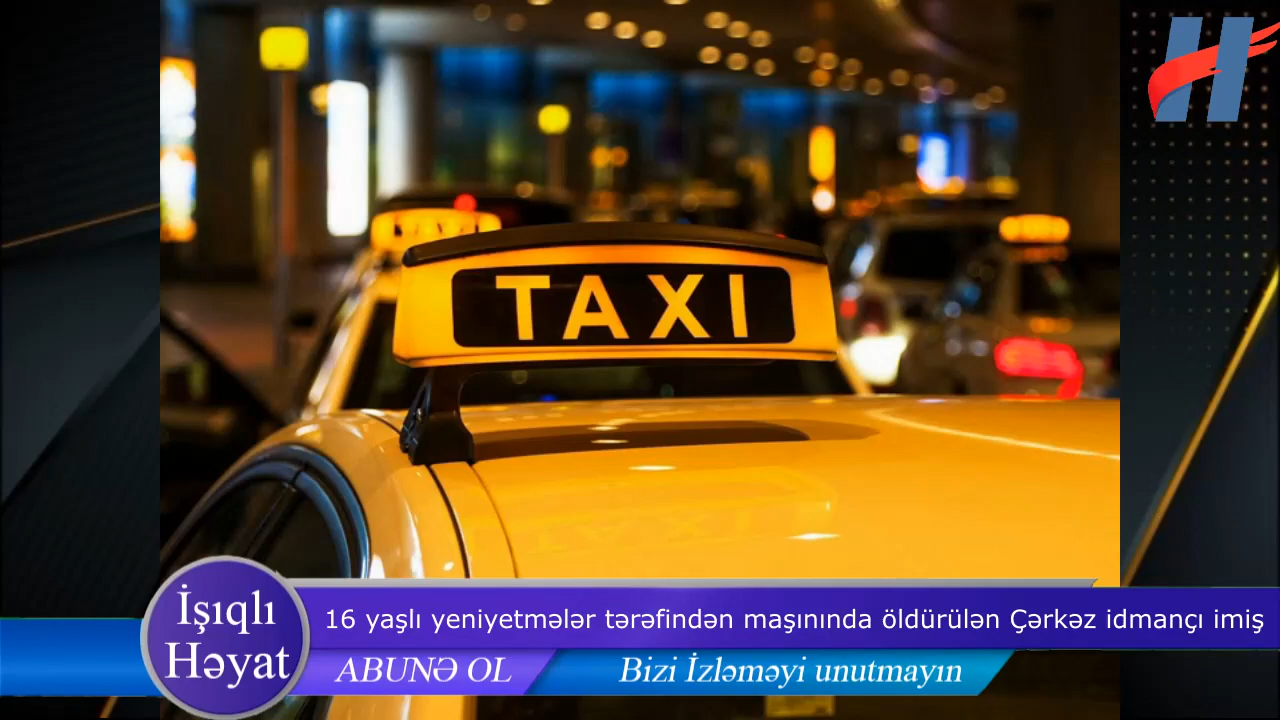 TAXI
İşıqlı
Həyat
16 yaşlı yeniyetmələr tərəfindən maşınında öldürülən Çərkəz idmançı imiş
ABUNƏ OL
Bizi İzləməyi unutmayın
H